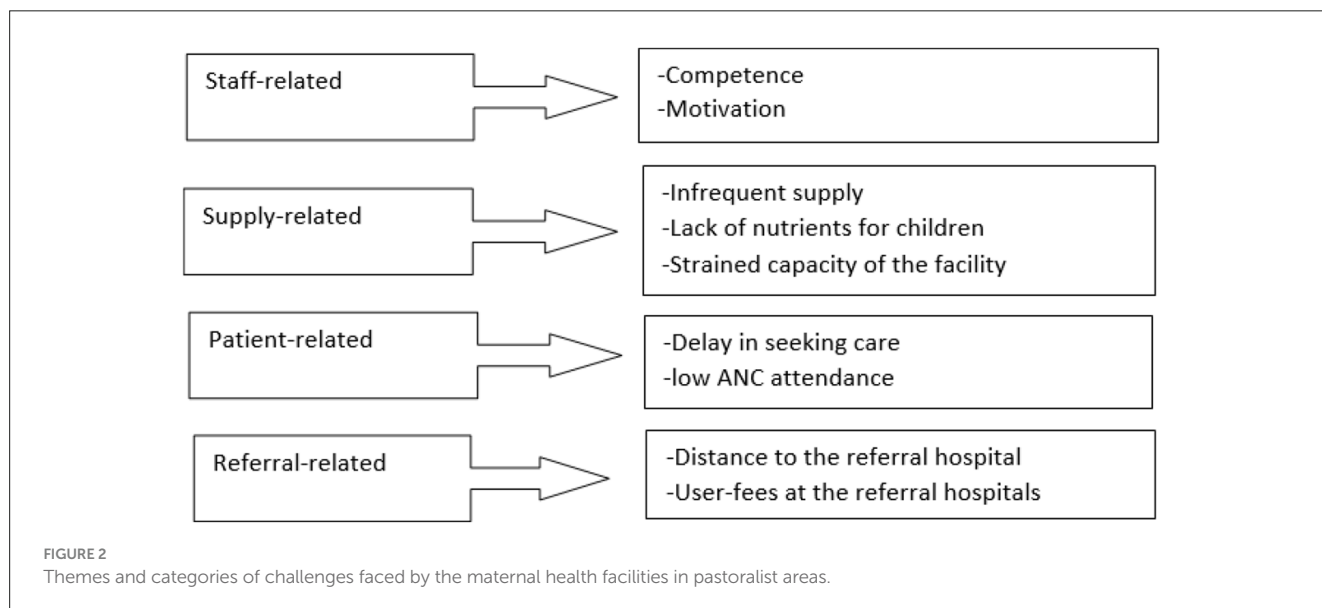 Staff-related
-Competence
-Motivation
Supply-related
-Infrequent supply
-Lack of nutrients for children
-Strained capacity of the facility
Patient-related
-Delay in seeking care
-low ANC attendance
Referral-related
-Distance to the referral hospital
-User-fees at the referral hospitals
FIGURE 2
Themes and categories of challenges faced by the maternal health facilities in pastoralist areas.